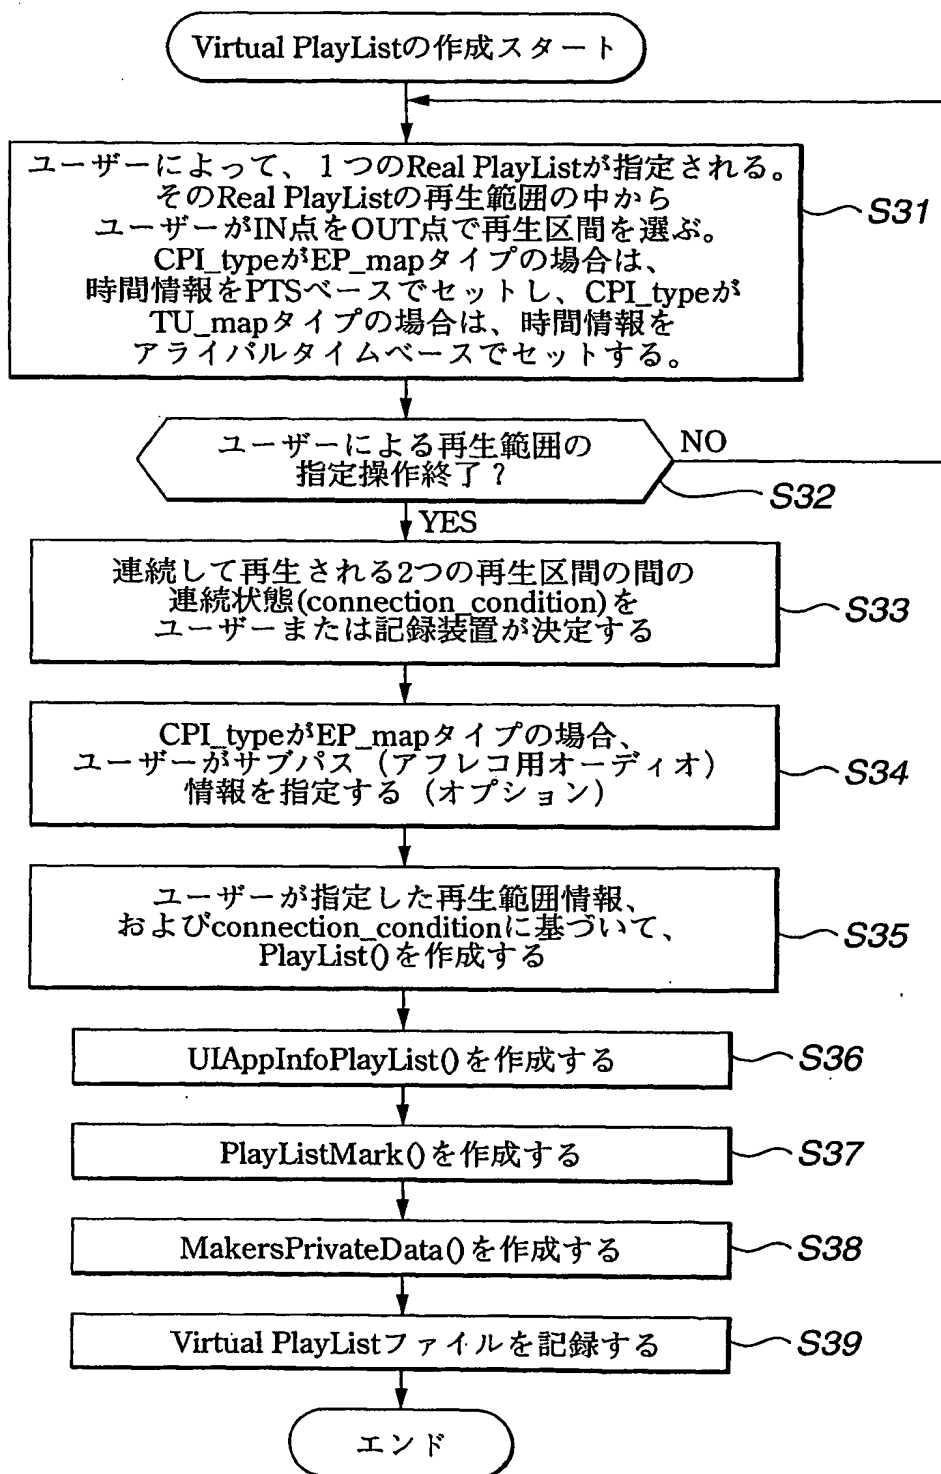 Virtual PlayListの作成スタート
ユーザーによって、1つのReal PlayListが指定される。
そのReal PlayListの再生範囲の中から
ユーザーがIN点をOUT点で再生区間を選ぶ。
CPI_typeがEP_mapタイプの場合は、
時間情報をPTSベースでセットし、CPI_typeが
TU_mapタイプの場合は、時間情報を
アライバルタイムベースでセットする。
S31
ユーザーによる再生範囲の
指定操作終了？
NO
S32
YES
連続して再生される2つの再生区間の間の
連続状態(connection_condition)を
ユーザーまたは記録装置が決定する
S33
CPI_typeがEP_mapタイプの場合、
ユーザーがサブパス（アフレコ用オーディオ）
情報を指定する（オプション）
S34
ユーザーが指定した再生範囲情報、
およびconnection_conditionに基づいて、
PlayList()を作成する
S35
UIAppInfoPlayList()を作成する
S36
PlayListMark()を作成する
S37
MakersPrivateData()を作成する
S38
Virtual PlayListファイルを記録する
S39
エンド